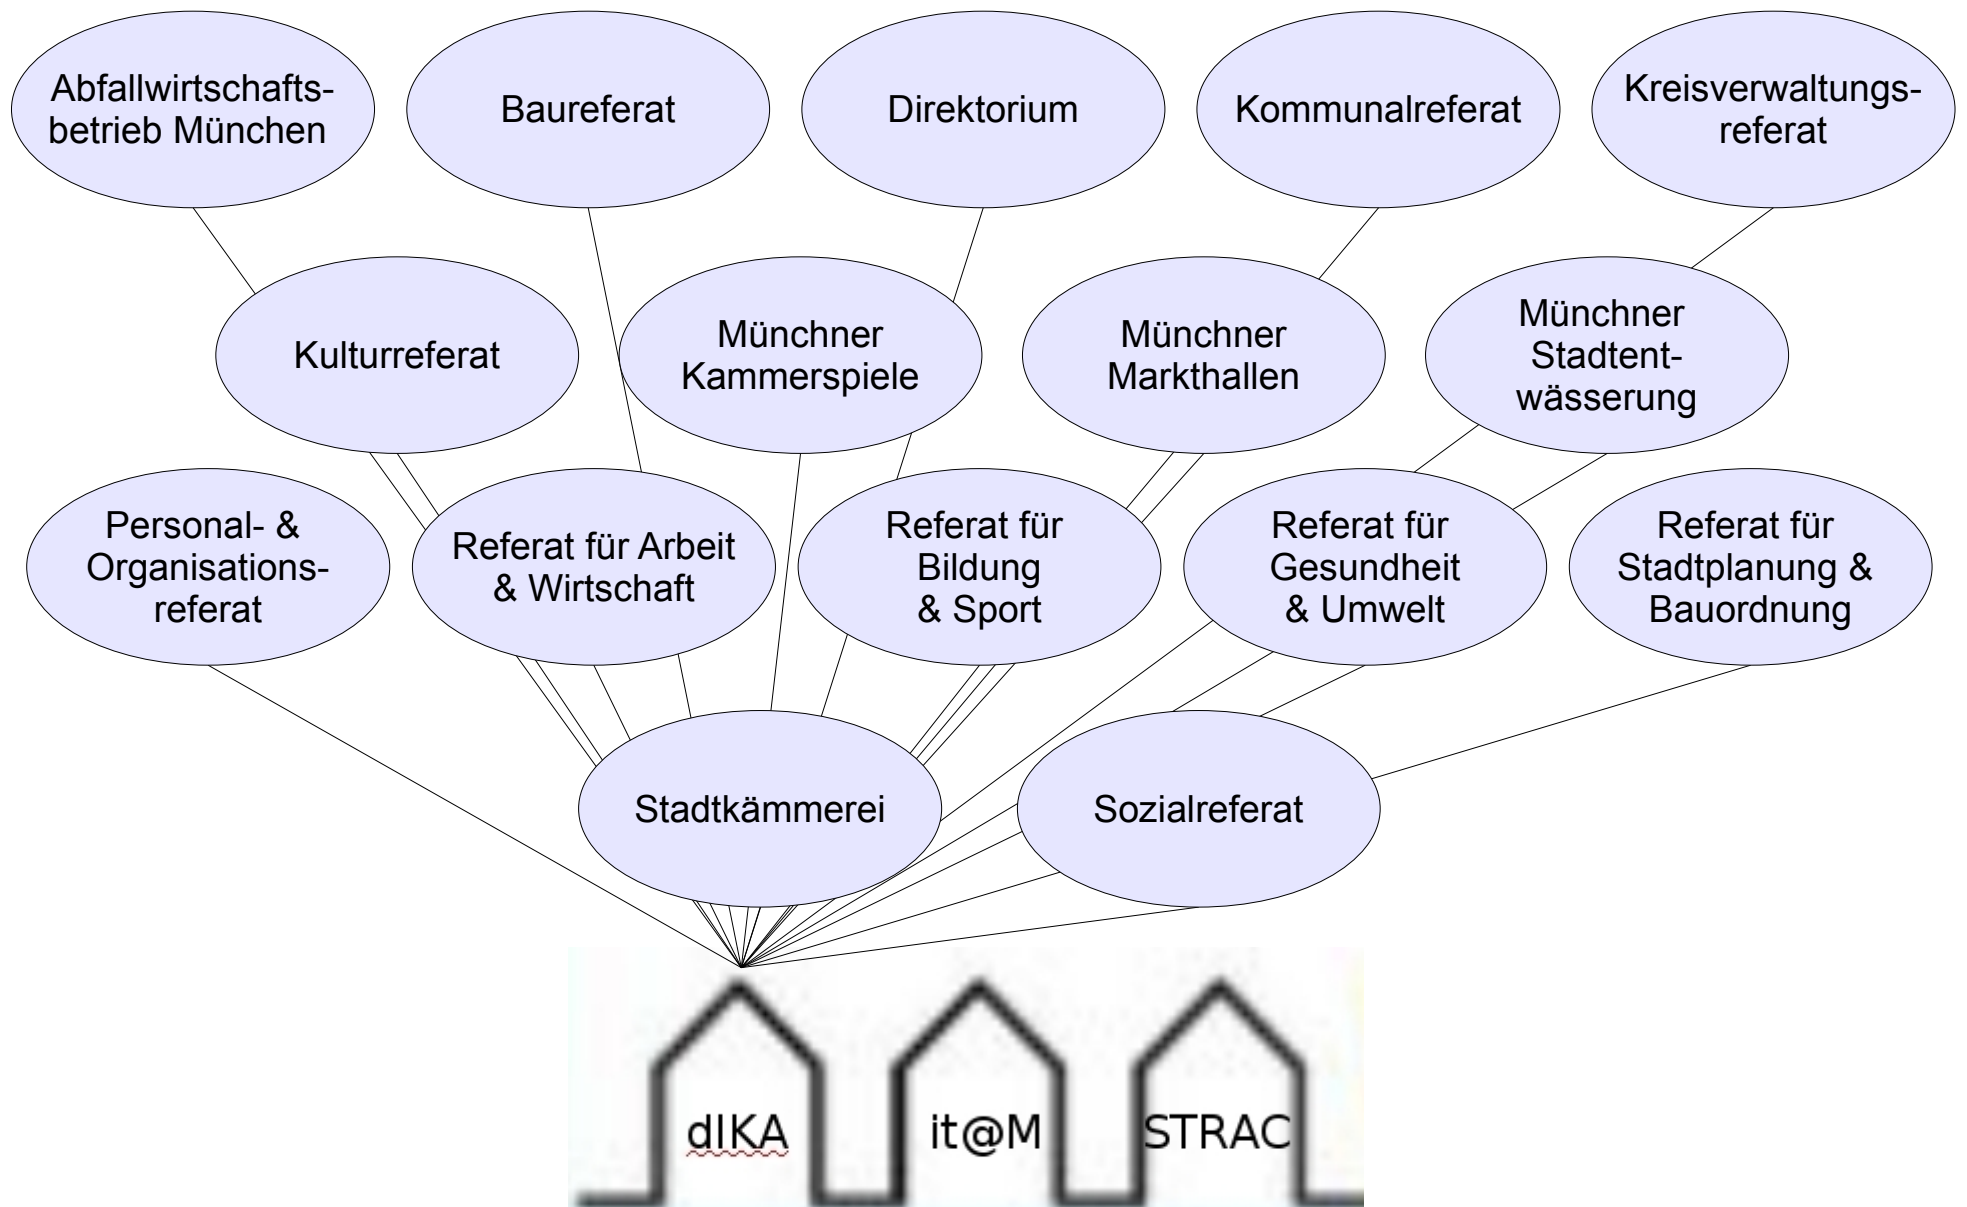 Abfallwirtschafts-
betrieb München
Baureferat
Direktorium
Kommunalreferat
Kreisverwaltungs-
referat
Kulturreferat
Münchner
Kammerspiele
Münchner
Markthallen
Münchner
Stadtent-
wässerung
Personal- &
Organisations-
referat
Referat für Arbeit
& Wirtschaft
Referat für
Bildung
& Sport
Referat für
Gesundheit
& Umwelt
Referat für
Stadtplanung &
Bauordnung
Stadtkämmerei
Sozialreferat
dIKA
it@M
STRAC